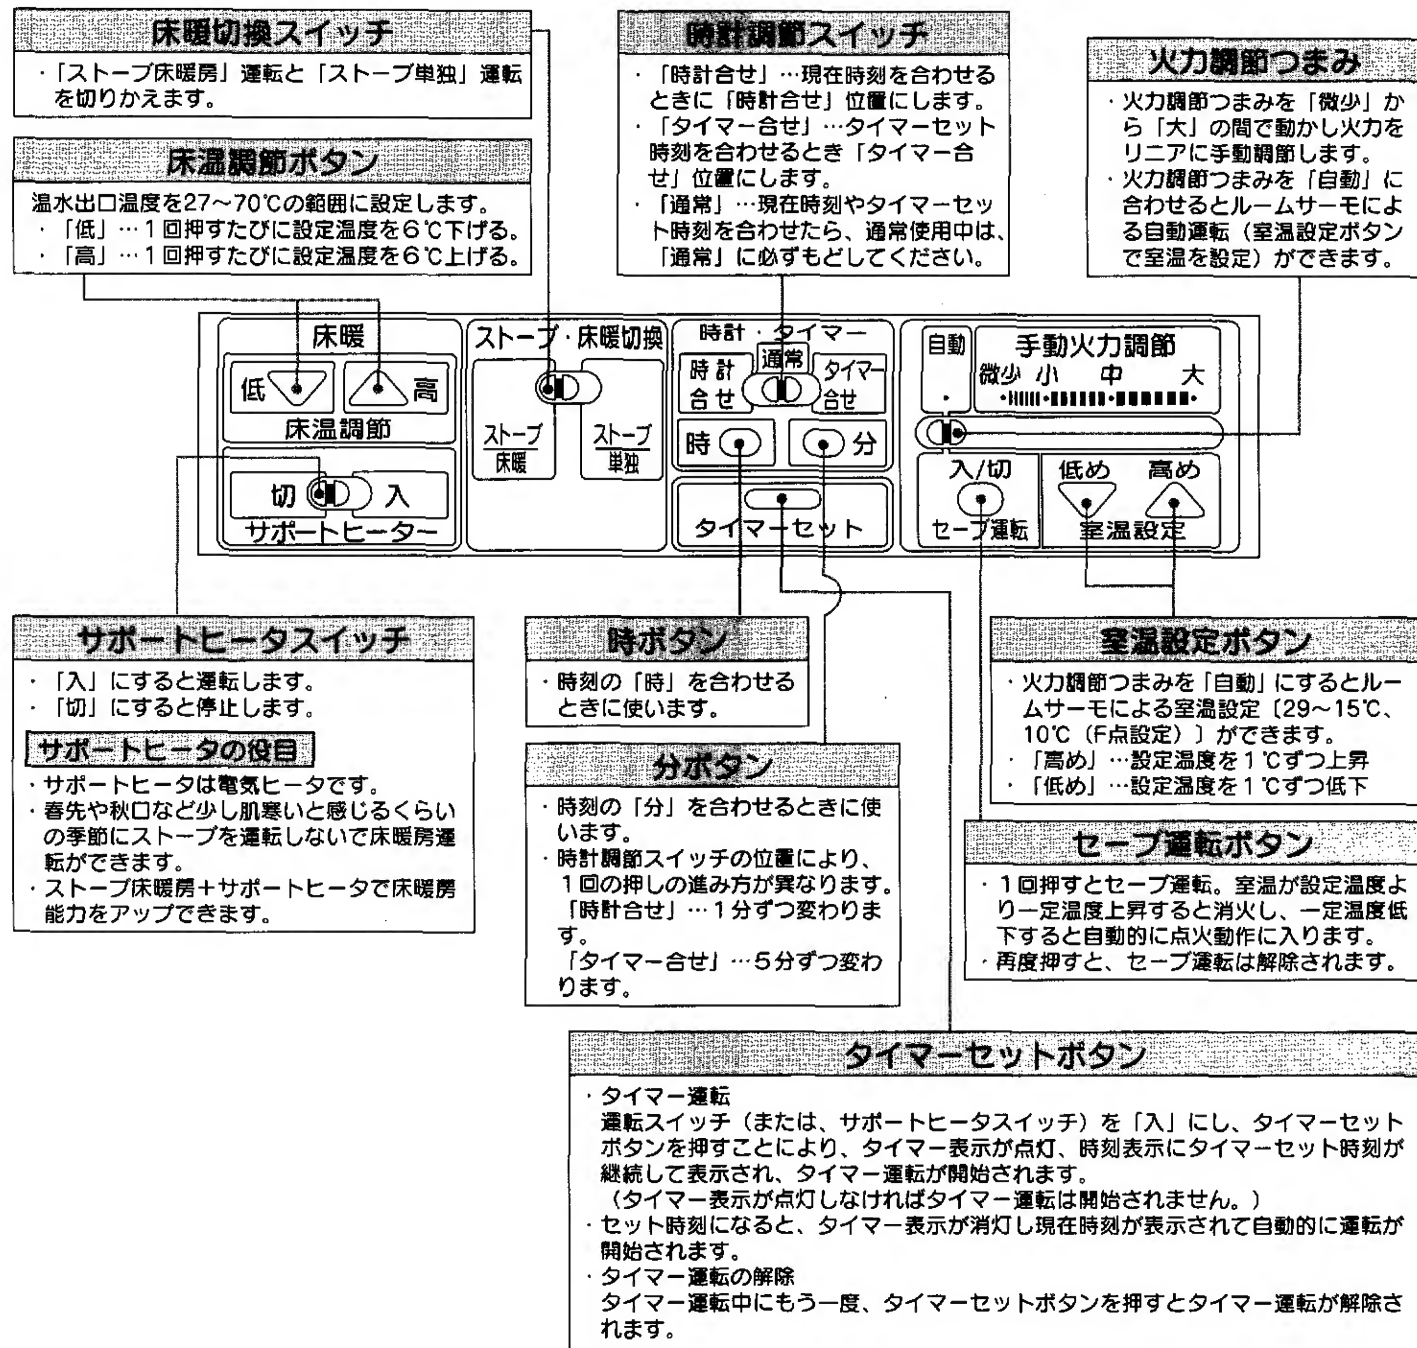 床暖切換スイッチ
・「ストーブ床暖房」運転と「ストーブ単独」運転
を切りかえます。
床温調節ボタン
温水出口温度を27～70℃の範囲に設定します。
・「低」…1回押すたびに設定温度を6℃下げる。
・「高」…1回押すたびに設定温度を6℃上げる。
時計調節スイッチ
・「時計合せ」…現在時刻を合わせる
ときに「時計合せ」位置にします。
・「タイマー合せ」…タイマーセット
時刻を合わせるとき「タイマー合
せ」位置にします。
・「通常」…現在時刻やタイマーセッ
ト時刻を合わせたら、通常使用中は、
「通常」に必ずもどしてください。
火力調節つまみ
・火力調節つまみを「微少」か
ら「大」の間で動かし火力を
リニアに手動調節します。
・火力調節つまみを「自動」に
合わせるとルームサーモによ
る自動運転（室温設定ボタン
で室温を設定）ができます。
床暖
低 高
床温調節
切 入
サポートヒーター
ストーブ・床暖切換
ストーブ
床暖
ストーブ
単独
時計・タイマー
時計
合せ
通常
タイマー
合せ
時 分
タイマーセット
自動
手動火力調節
微少 小 中 大
入/切
セーブ運転
低め 高め
室温設定
サポートヒータスイッチ
・「入」にすると運転します。
・「切」にすると停止します。
サポートヒータの役目
・サポートヒータは電気ヒータです。
・春先や秋口など少し肌寒いと感じるくらい
の季節にストーブを運転しないで床暖房運
転ができます。
・ストーブ床暖房＋サポートヒータで床暖房
能力をアップできます。
時ボタン
・時刻の「時」を合わせる
ときに使います。
分ボタン
・時刻の「分」を合わせるときに使
います。
・時計調節スイッチの位置により、
1回の押しの進み方が異なります。
「時計合せ」…1分ずつ変わりま
す。
「タイマー合せ」…5分ずつ変わ
ります。
室温設定ボタン
・火力調節つまみを「自動」にするとルー
ムサーモによる室温設定〔29～15℃、
10℃（F点設定）〕ができます。
・「高め」…設定温度を1℃ずつ上昇
・「低め」…設定温度を1℃ずつ低下
セーブ運転ボタン
・1回押すとセーブ運転。室温が設定温度よ
り一定温度上昇すると消火し、一定温度低
下すると自動的に点火動作に入ります。
・再度押すと、セーブ運転は解除されます。
タイマーセットボタン
・タイマー運転
運転スイッチ（または、サポートヒータスイッチ）を「入」にし、タイマーセット
ボタンを押すことにより、タイマー表示が点灯、時刻表示にタイマーセット時刻が
継続して表示され、タイマー運転が開始されます。
（タイマー表示が点灯しなければタイマー運転は開始されません。）
・セット時刻になると、タイマー表示が消灯し現在時刻が表示されて自動的に運転が
開始されます。
・タイマー運転の解除
タイマー運転中にもう一度、タイマーセットボタンを押すとタイマー運転が解除さ
れます。